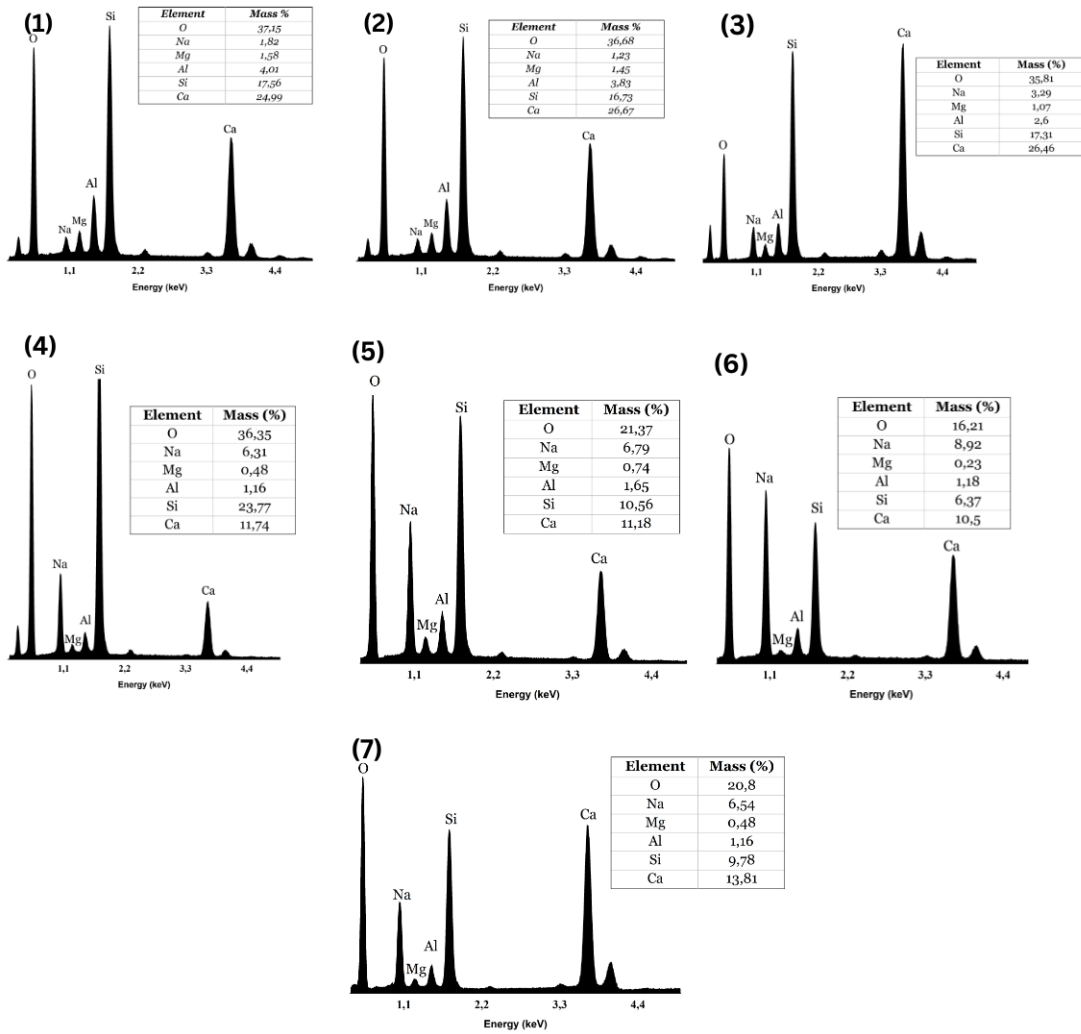 (1)
Si
O
Ca
Al
Na
Mg
Element Mass %
O 37,15
Na 1,82
Mg 1,58
Al 4,01
Si 17,56
Ca 24,99
1,1 2,2 3,3 4,4
Energy (keV)
(2)
Si
O
Ca
Al
Na
Mg
Element Mass %
O 36,68
Na 1,23
Mg 1,45
Al 3,83
Si 16,73
Ca 26,67
1,1 2,2 3,3 4,4
Energy (keV)
(3)
Si
Ca
O
Na
Mg
Al
Element Mass (%)
O 35,81
Na 3,29
Mg 1,07
Al 2,6
Si 17,31
Ca 26,46
1,1 2,2 3,3 4,4
Energy (keV)
(4)
O
Si
Na
Mg
Al
Ca
Element Mass (%)
O 36,35
Na 6,31
Mg 0,48
Al 1,16
Si 23,77
Ca 11,74
1,1 2,2 3,3 4,4
Energy (keV)
(5)
O
Si
Na
Mg
Al
Ca
Element Mass (%)
O 21,37
Na 6,79
Mg 0,74
Al 1,65
Si 10,56
Ca 11,18
1,1 2,2 3,3 4,4
Energy (keV)
(6)
O
Na
Si
Mg
Al
Ca
Element Mass (%)
O 16,21
Na 8,92
Mg 0,23
Al 1,18
Si 6,37
Ca 10,5
1,1 2,2 3,3 4,4
Energy (keV)
(7)
O
Si
Ca
Na
Mg
Al
Element Mass (%)
O 20,8
Na 6,54
Mg 0,48
Al 1,16
Si 9,78
Ca 13,81
1,1 2,2 3,3 4,4
Energy (keV)